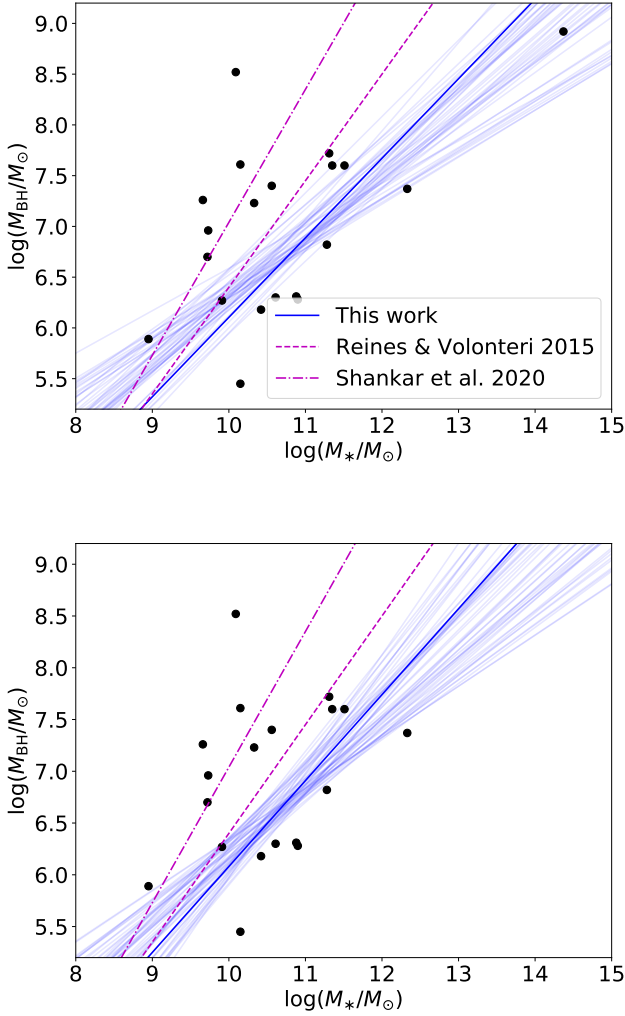 9.0
8.5
8.0
7.5
7.0
6.5
6.0
5.5
log(M_BH/M_⊙)
This work
Reines & Volonteri 2015
Shankar et al. 2020
8 9 10 11 12 13 14 15
log(M_*/M_⊙)
9.0
8.5
8.0
7.5
7.0
6.5
6.0
5.5
log(M_BH/M_⊙)
8 9 10 11 12 13 14 15
log(M_*/M_⊙)